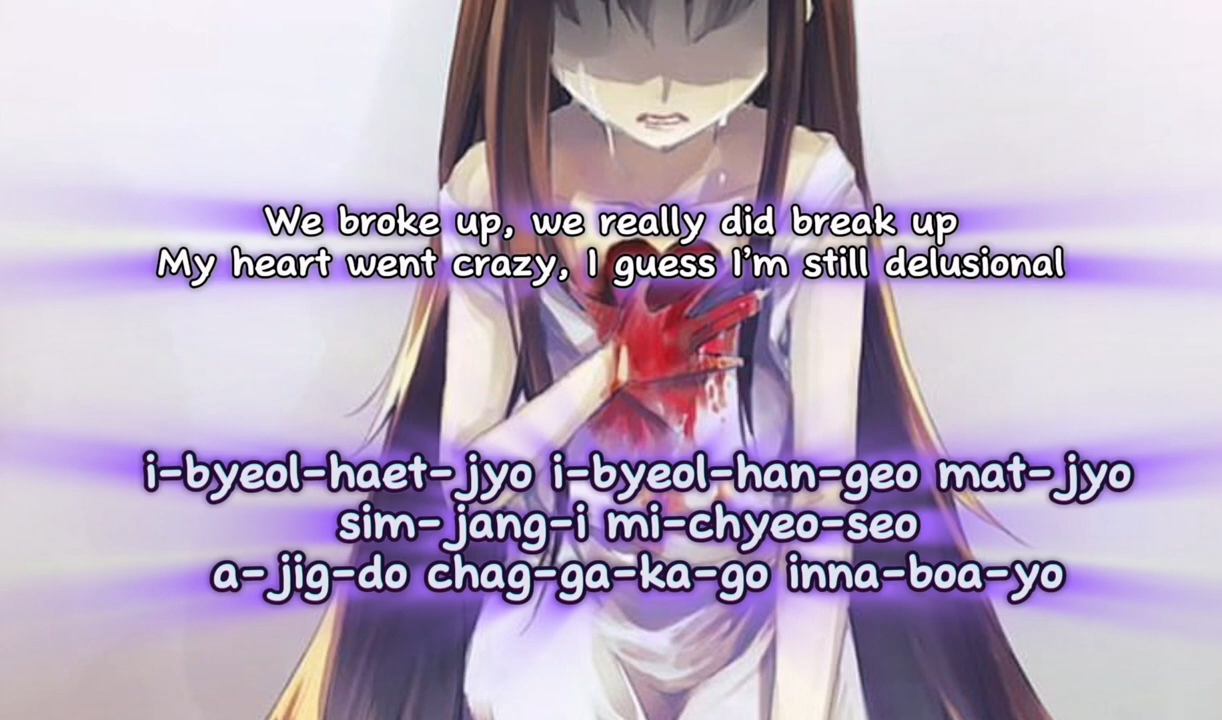 We broke up, we really did break up
My heart went crazy, I guess I'm still delusional
i-byeol-haet-jyo i-byeol-han-geo mat-jyo
sim-jang-i mi-chyeo-seo
a-jig-do chag-ga-ka-go inna-boa-yo